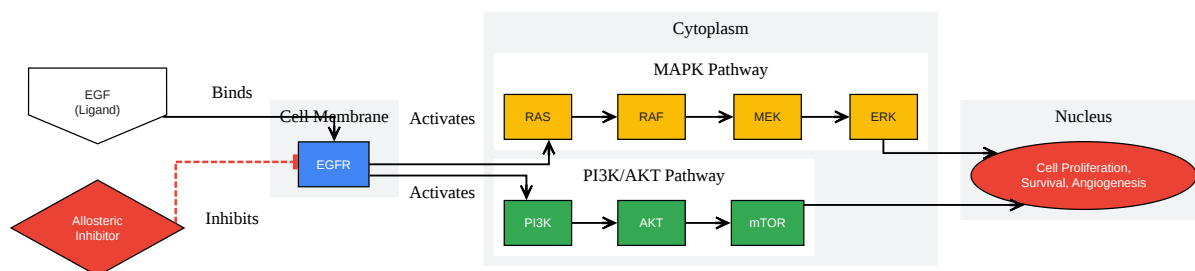 Cytoplasm
MAPK Pathway
EGF
(Ligand)
Binds
Cell Membrane
Activates
RAS
RAF
MEK
ERK
Nucleus
EGFR
Cell Proliferation,
Survival, Angiogenesis
PI3K/AKT Pathway
Activates
Allosteric
Inhibitor
Inhibits
PI3K
AKT
mTOR